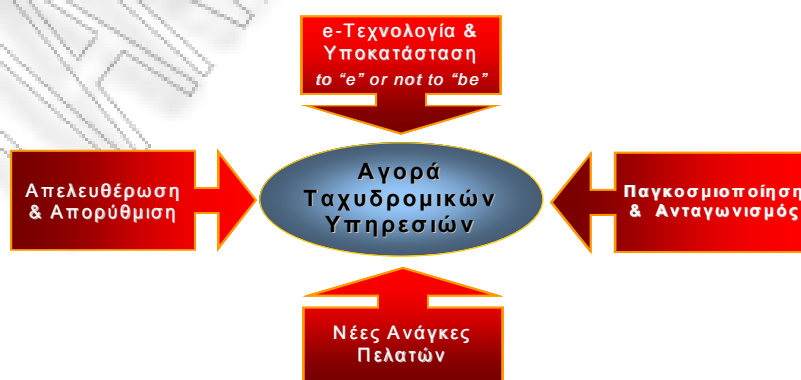 e-Τεχνολογία &
Υποκατάσταση
to “e” or not to “be”
Απελευθέρωση
& Απορύθμιση
Αγορά
Ταχυδρομικών
Υπηρεσιών
Παγκοσμιοποίηση
& Ανταγωνισμός
Νέες Ανάγκες
Πελατών